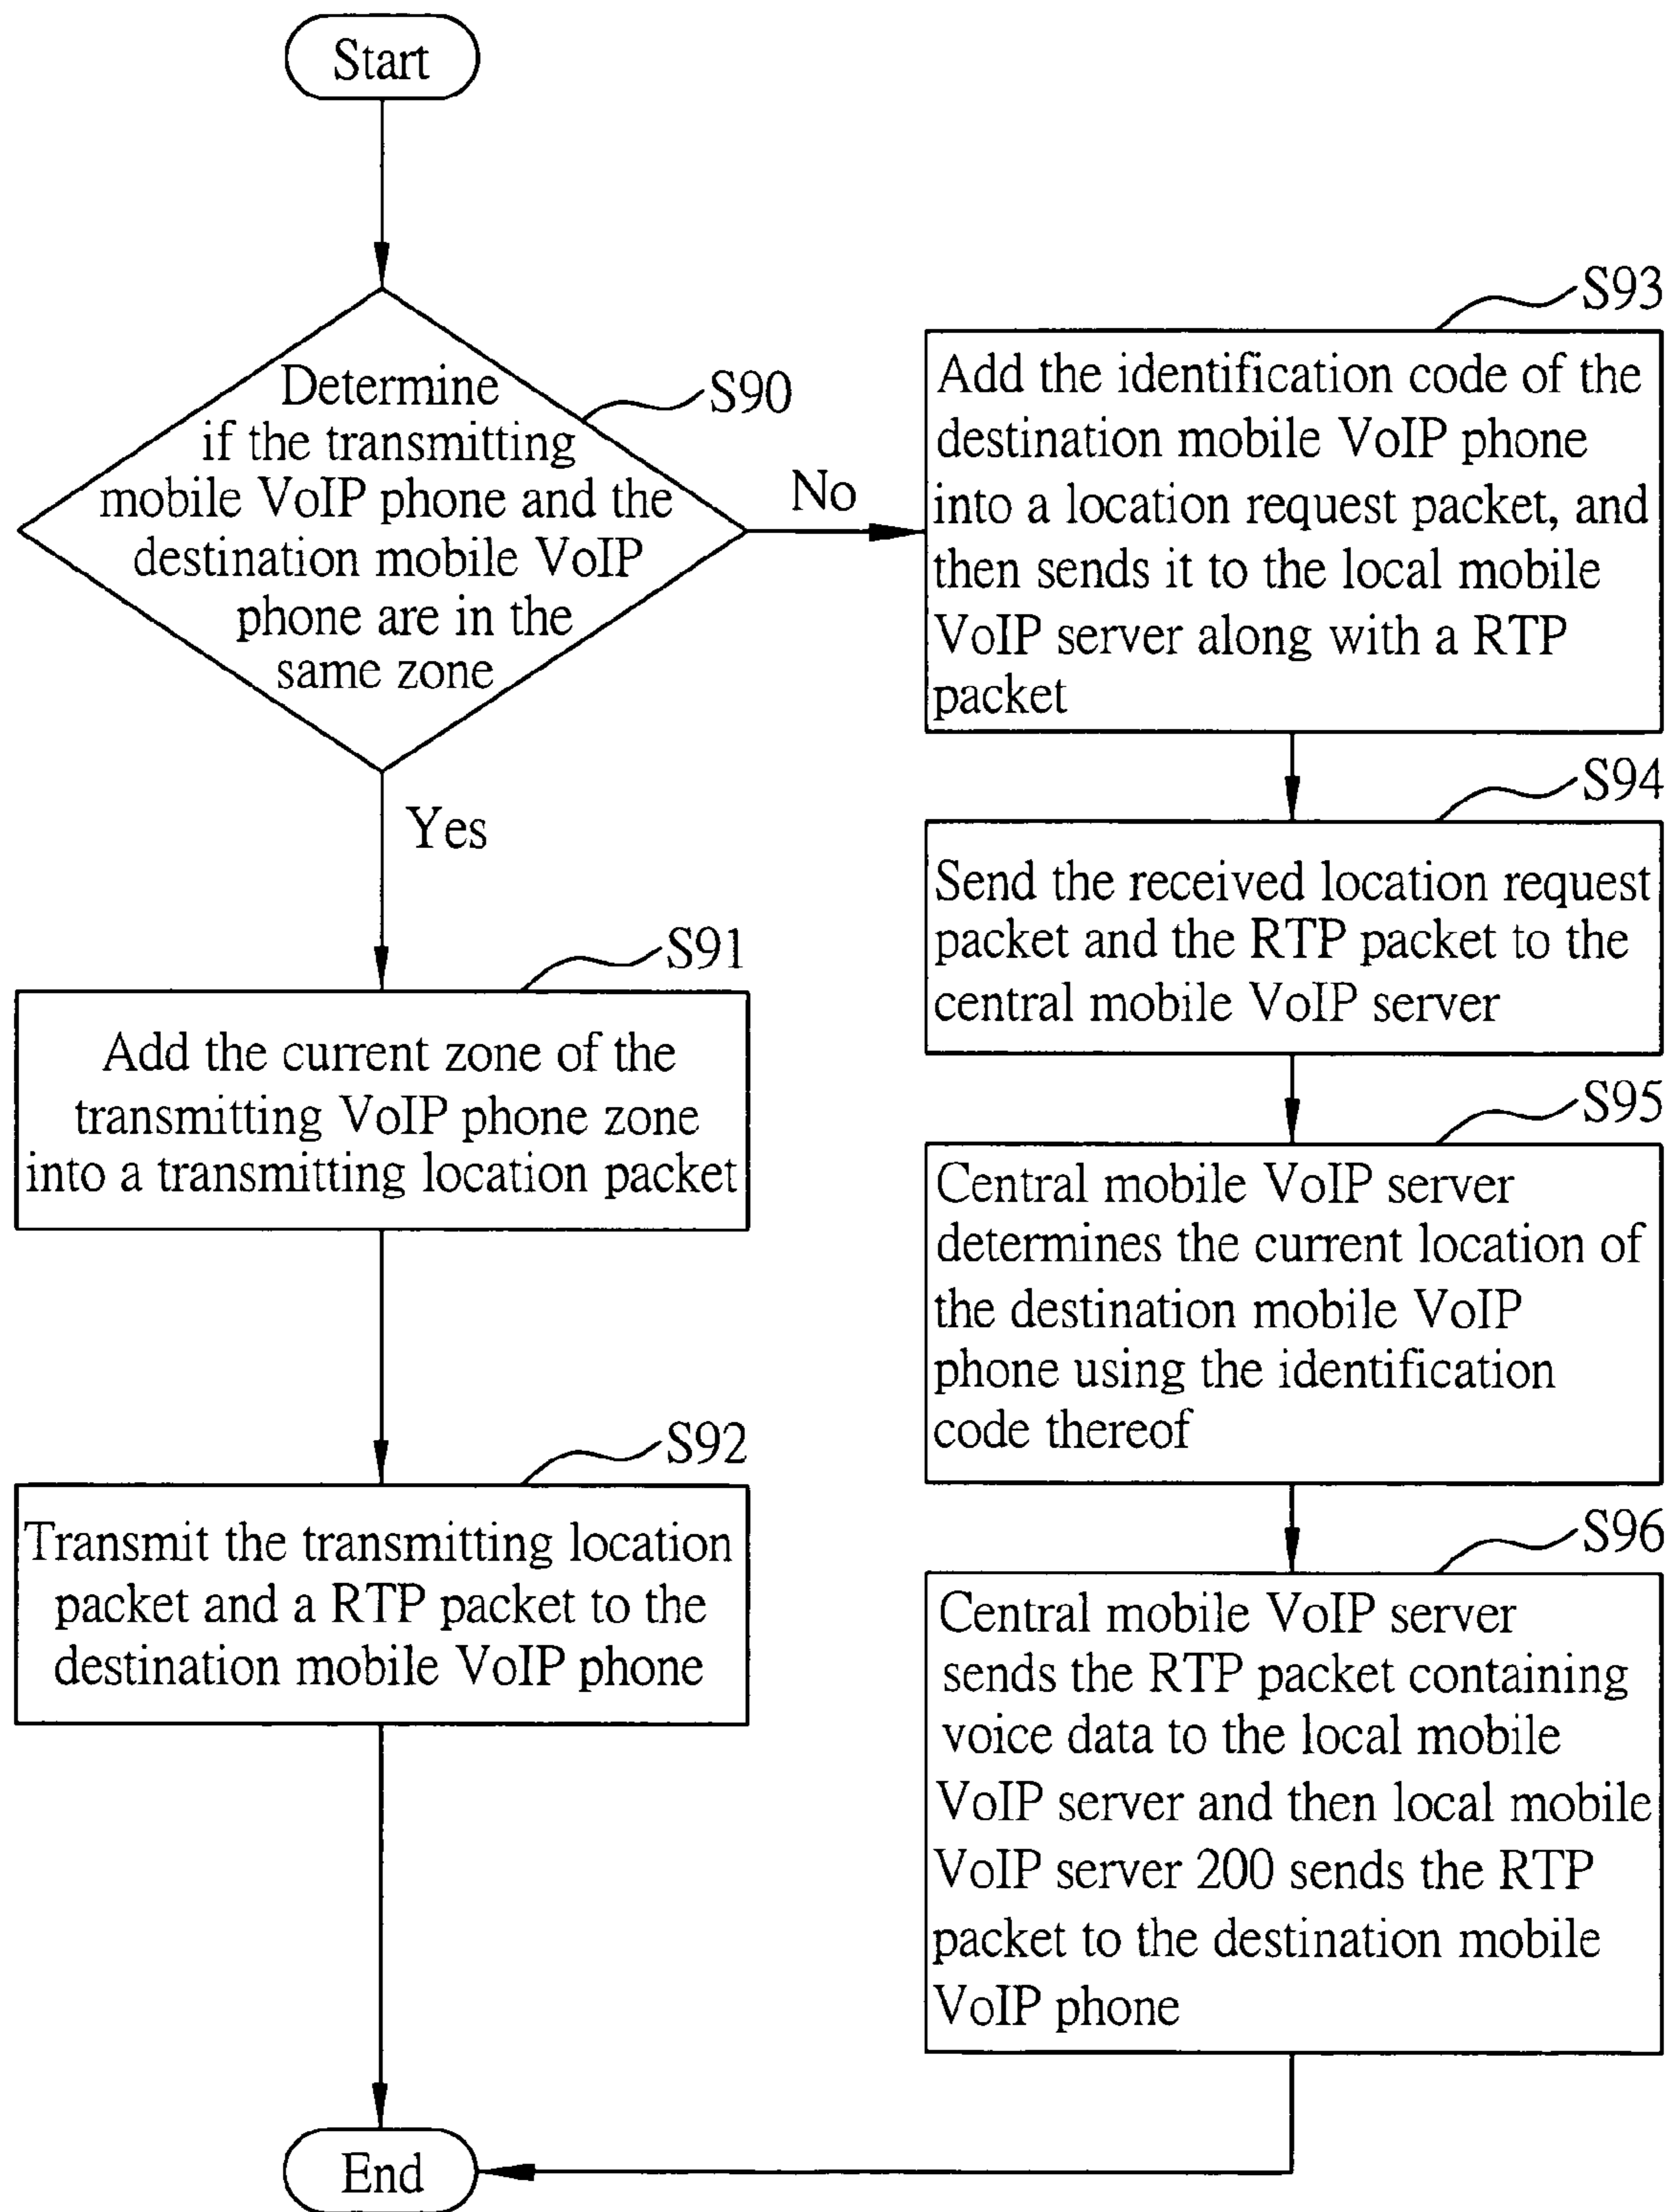 Start
Determine
if the transmitting
mobile VoIP phone and the
destination mobile VoIP
phone are in the
same zone
S90
No
Yes
S91
Add the current zone of the
transmitting VoIP phone zone
into a transmitting location packet
S92
Transmit the transmitting location
packet and a RTP packet to the
destination mobile VoIP phone
S93
Add the identification code of the
destination mobile VoIP phone
into a location request packet, and
then sends it to the local mobile
VoIP server along with a RTP
packet
S94
Send the received location request
packet and the RTP packet to the
central mobile VoIP server
S95
Central mobile VoIP server
determines the current location of
the destination mobile VoIP
phone using the identification
code thereof
S96
Central mobile VoIP server
sends the RTP packet containing
voice data to the local mobile
VoIP server and then local mobile
VoIP server 200 sends the RTP
packet to the destination mobile
VoIP phone
End